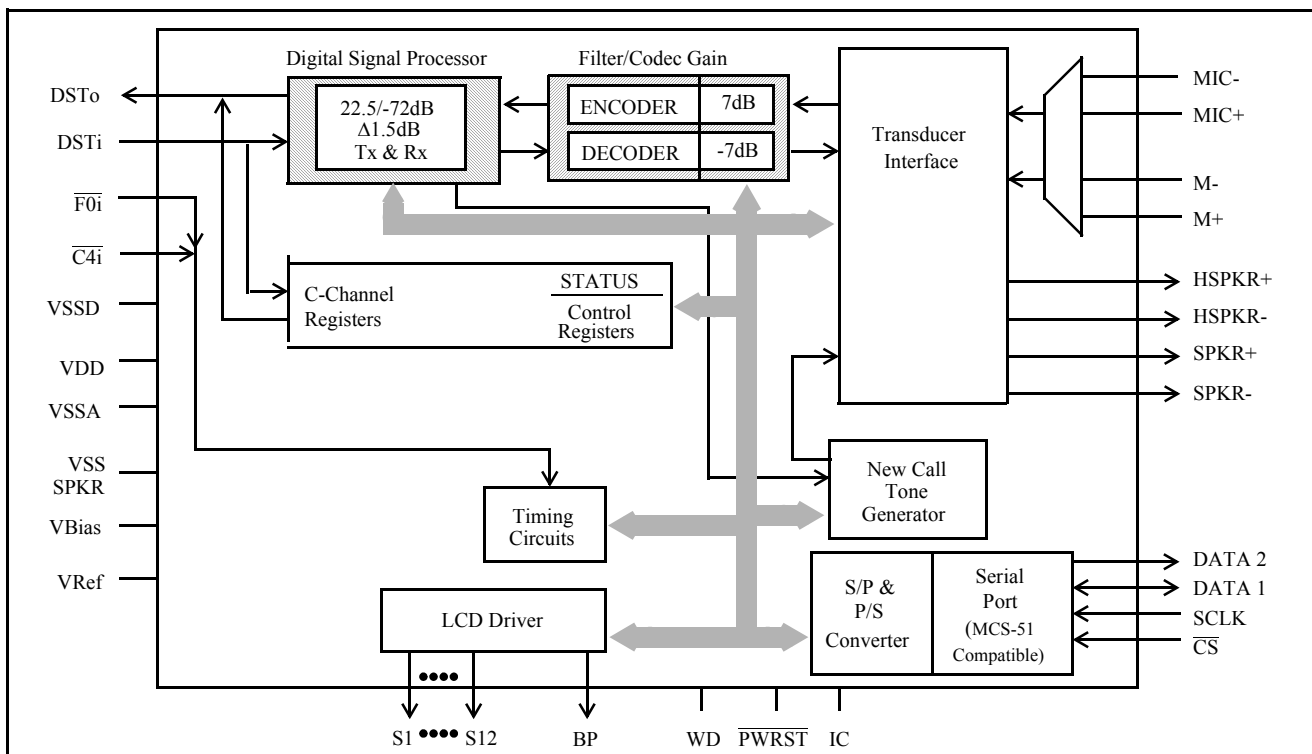 Digital Signal Processor
Filter/Codec Gain
DSTo
DSTi
F0i
C4i
VSSD
VDD
VSSA
VSS
SPKR
VBias
VRef
22.5/-72dB
Δ1.5dB
Tx & Rx
ENCODER
7dB
DECODER
-7dB
Transducer
Interface
MIC-
MIC+
M-
M+
HSPKR+
HSPKR-
SPKR+
SPKR-
C-Channel
Registers
STATUS
Control
Registers
New Call
Tone
Generator
Timing
Circuits
LCD Driver
S/P &
P/S
Converter
Serial
Port
(MCS-51
Compatible)
DATA 2
DATA 1
SCLK
CS
S1
S12
BP
WD
PWRST
IC